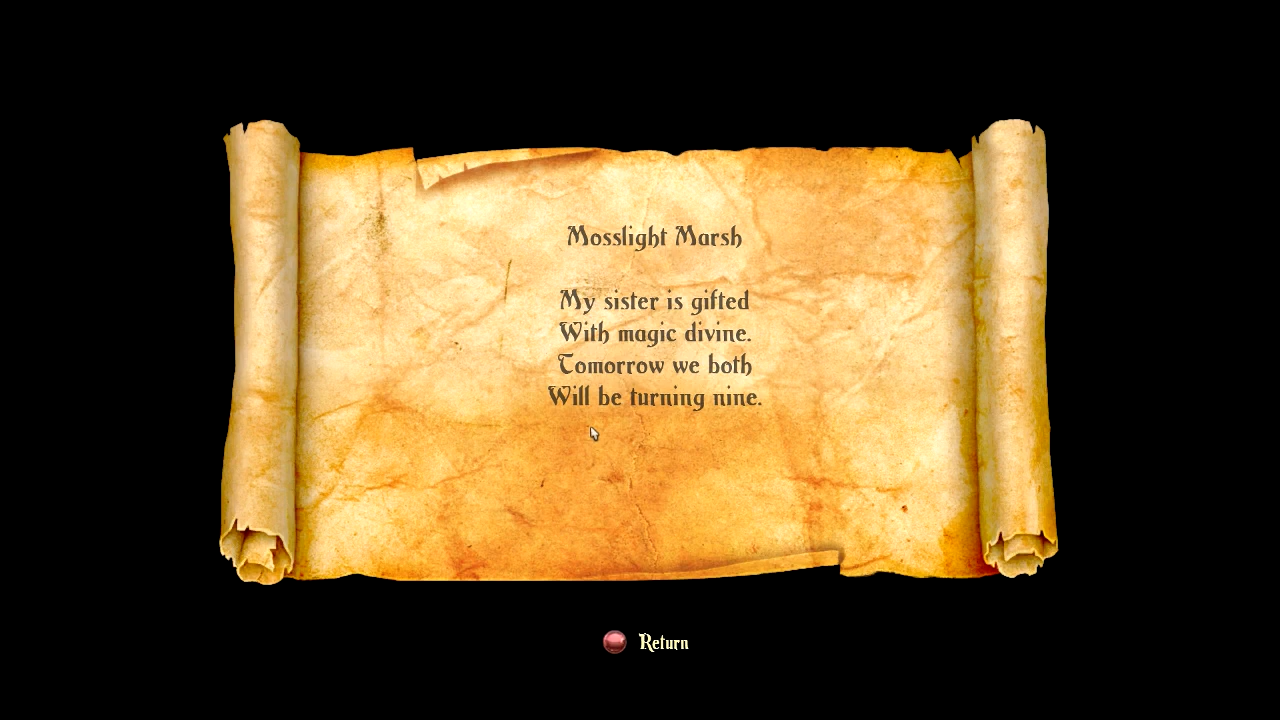 Mosslight Marsh
My sister is gifted
With magic divine.
Tomorrow we both
Will be turning nine.
Return